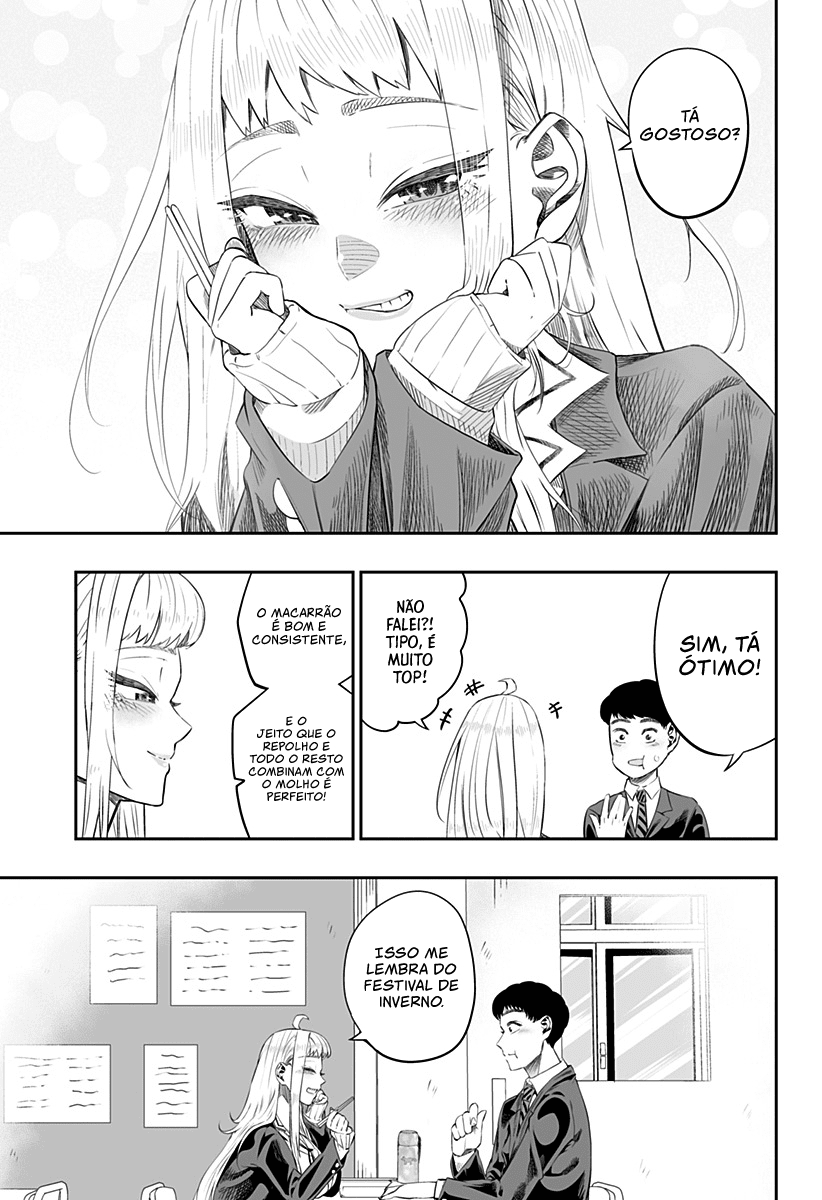 TÁ
GOSTOSO?
SIM, TÁ
ÓTIMO!
NÃO
FALEI?!
TIPO, É
MUITO
TOP!
O MACARRÃO
É BOM E
CONSISTENTE,
E O
JEITO QUE O
REPOLHO E
TODO O RESTO
COMBINAM COM
O MOLHO É
PERFEITO!
ISSO ME
LEMBRA DO
FESTIVAL DE
INVERNO.